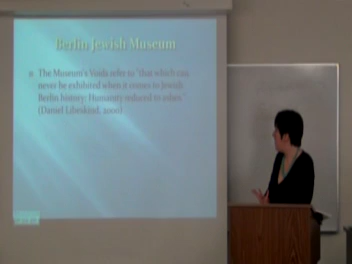 Berlin Jewish Museum
The Museum's Voids refer to "that which can
never be exhibited when it comes to Jewish
Berlin history: Humanity reduced to ashes."
(Daniel Libeskind, 2000)